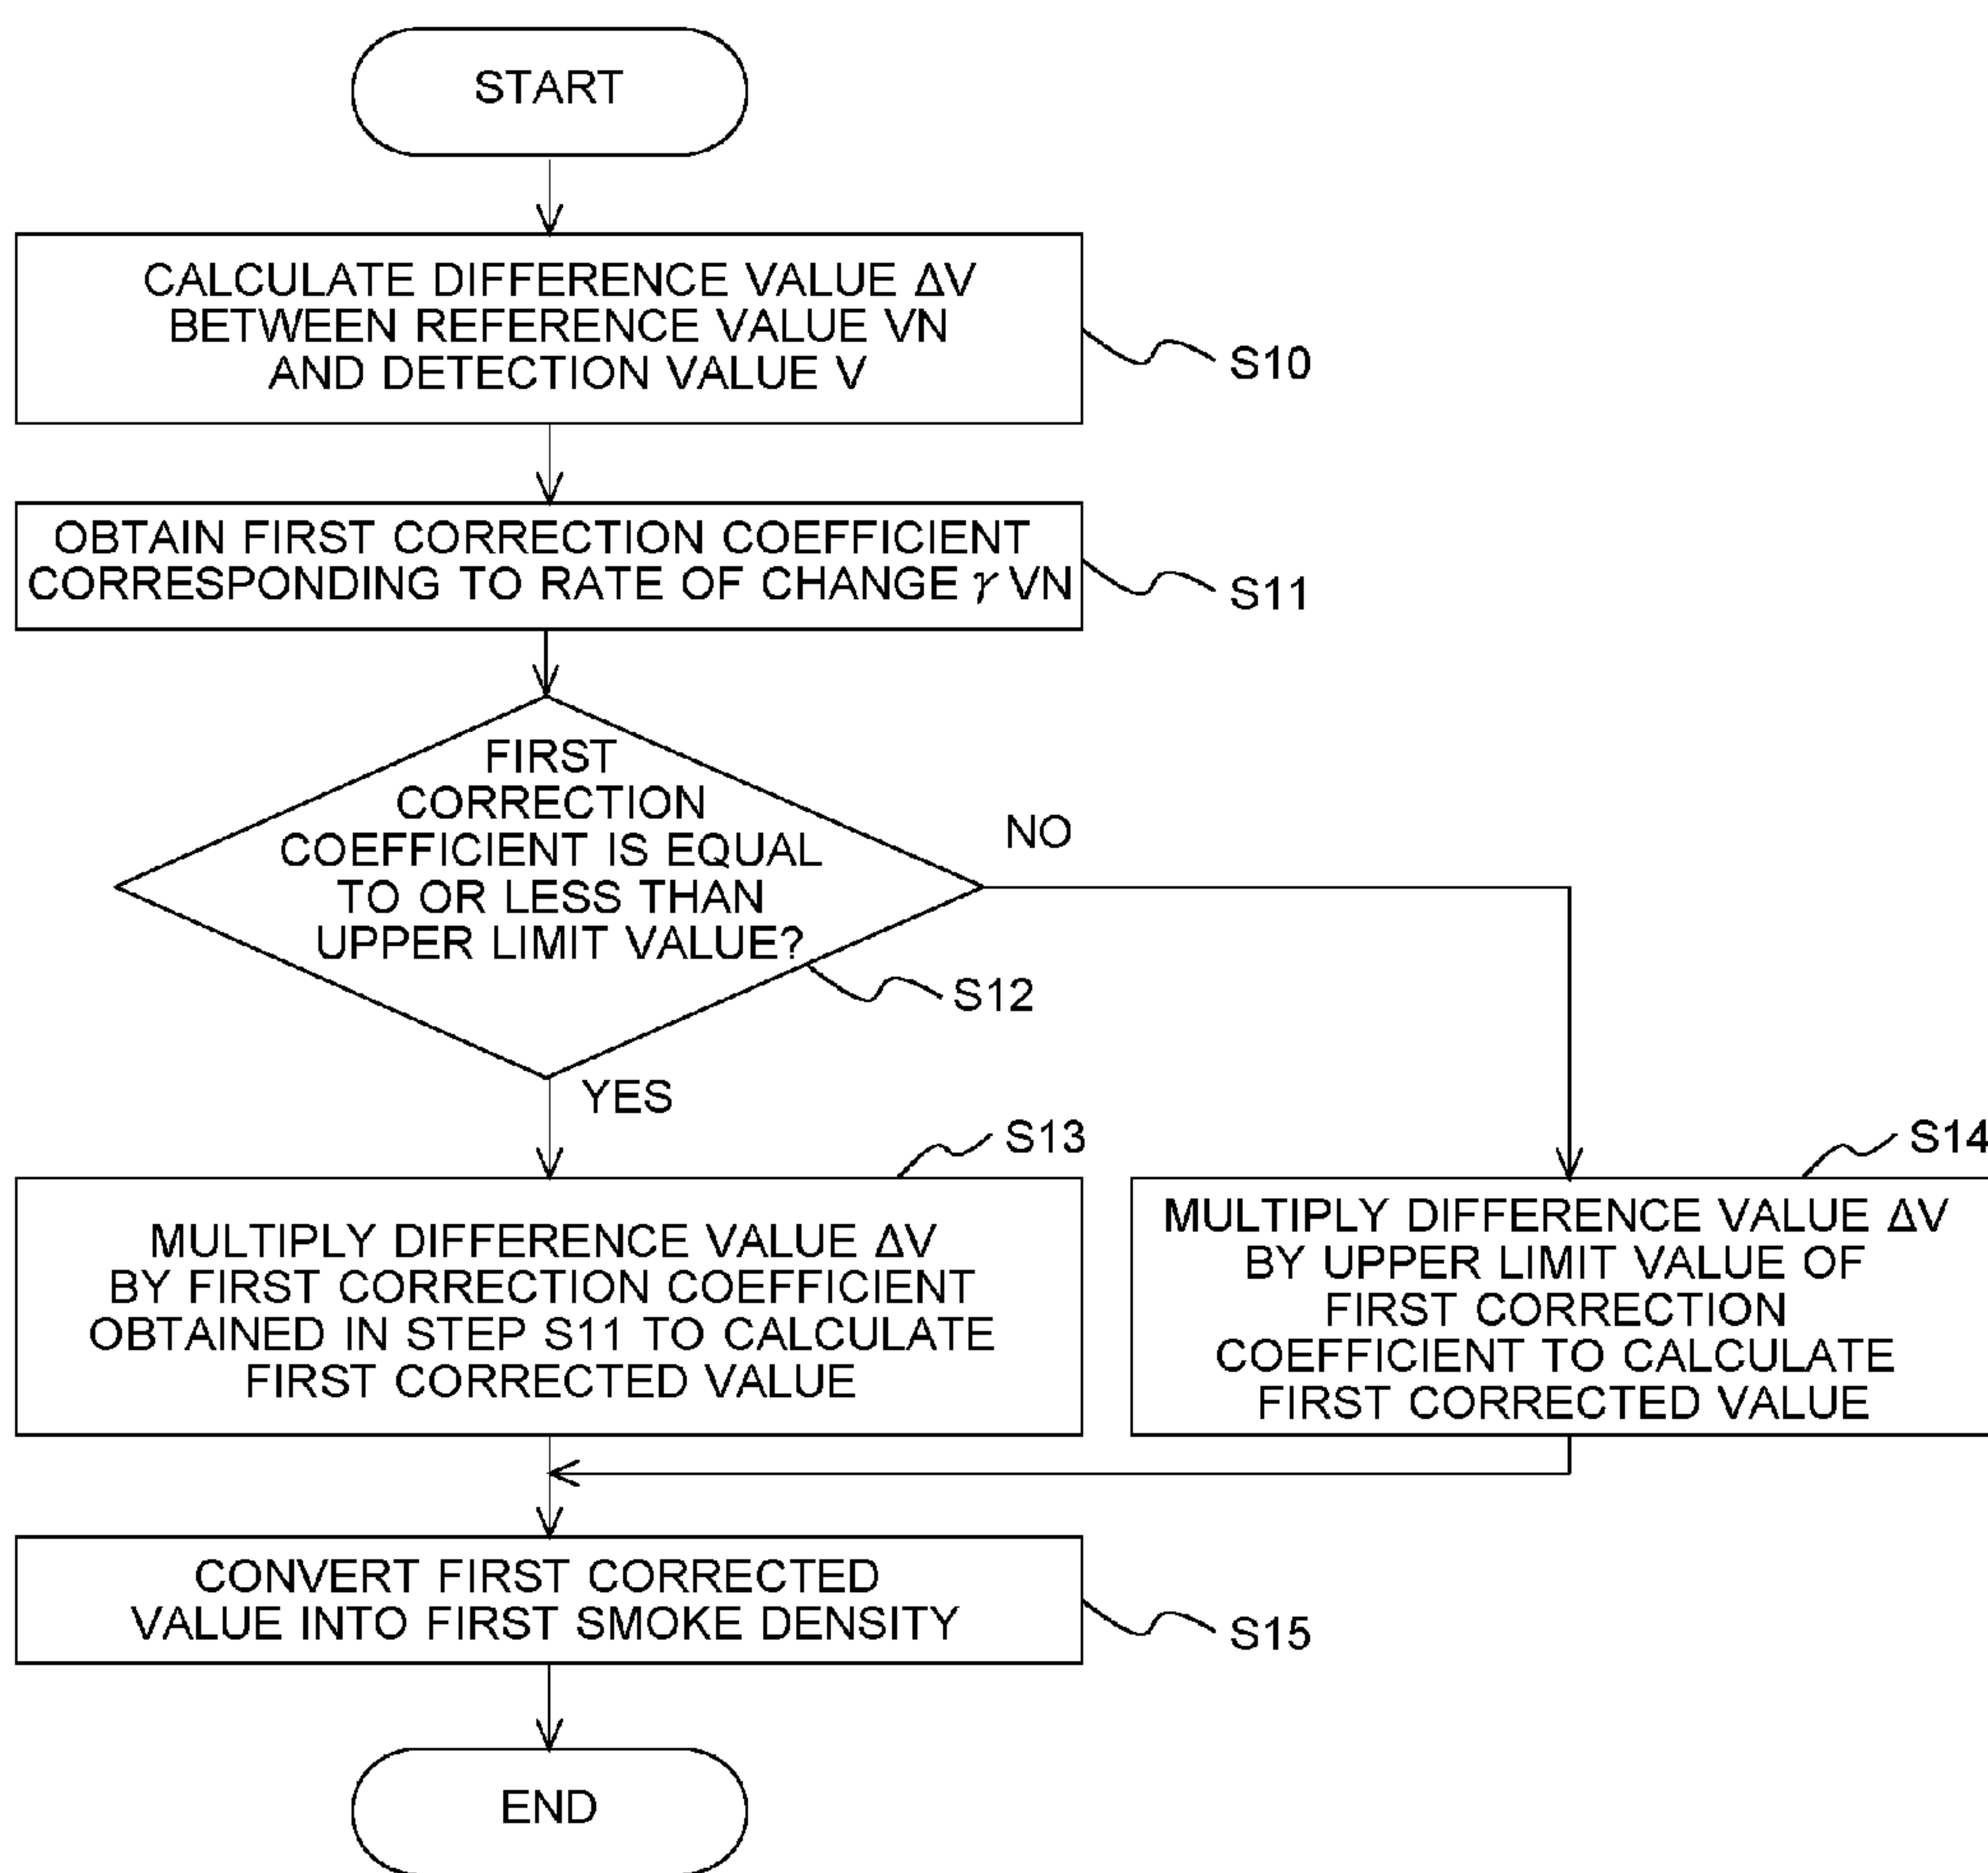 START
CALCULATE DIFFERENCE VALUE ΔV
BETWEEN REFERENCE VALUE VN
AND DETECTION VALUE V
S10
OBTAIN FIRST CORRECTION COEFFICIENT
CORRESPONDING TO RATE OF CHANGE γ VN
S11
FIRST
CORRECTION
COEFFICIENT IS EQUAL
TO OR LESS THAN
UPPER LIMIT VALUE?
NO
S12
YES
S13
MULTIPLY DIFFERENCE VALUE ΔV
BY FIRST CORRECTION COEFFICIENT
OBTAINED IN STEP S11 TO CALCULATE
FIRST CORRECTED VALUE
S14
MULTIPLY DIFFERENCE VALUE ΔV
BY UPPER LIMIT VALUE OF
FIRST CORRECTION
COEFFICIENT TO CALCULATE
FIRST CORRECTED VALUE
CONVERT FIRST CORRECTED
VALUE INTO FIRST SMOKE DENSITY
S15
END